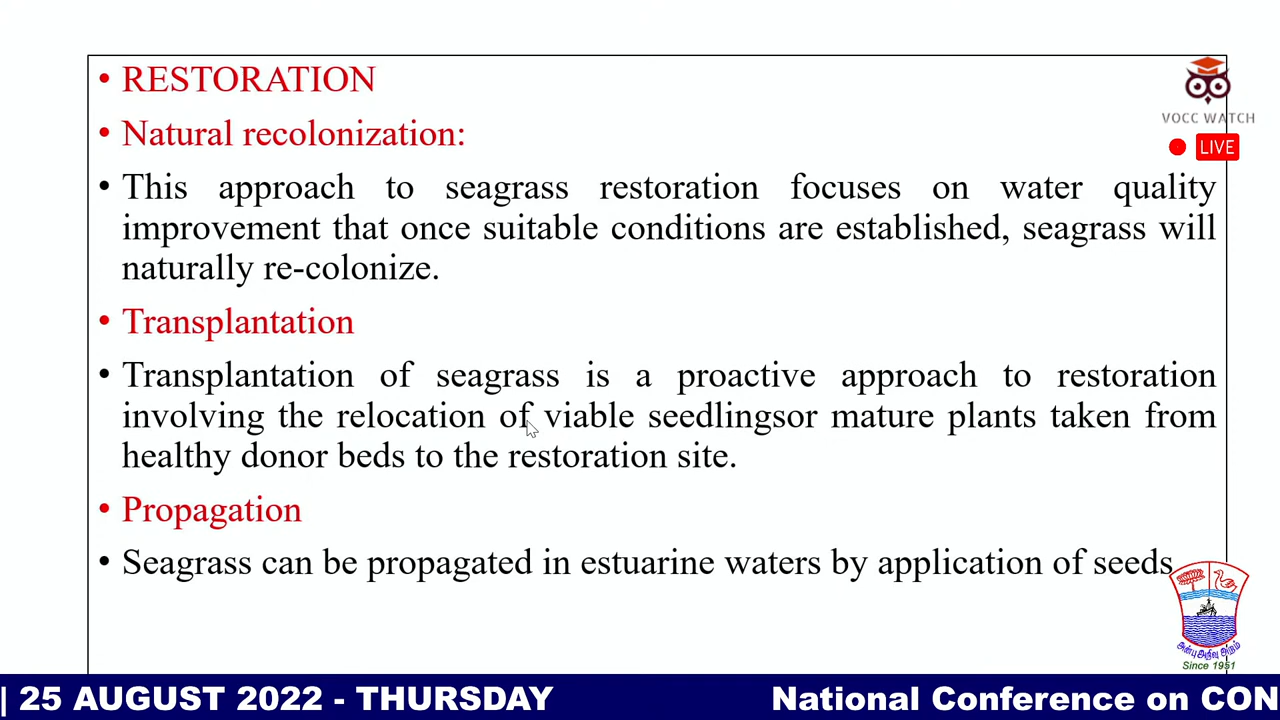 • RESTORATION
• Natural recolonization:
• This approach to seagrass restoration focuses on water quality
improvement that once suitable conditions are established, seagrass will
naturally re-colonize.
• Transplantation
• Transplantation of seagrass is a proactive approach to restoration
involving the relocation of viable seedlingsor mature plants taken from
healthy donor beds to the restoration site.
• Propagation
• Seagrass can be propagated in estuarine waters by application of seeds
VOCC WATCH
LIVE
Since 1951
| 25 AUGUST 2022 - THURSDAY National Conference on CON